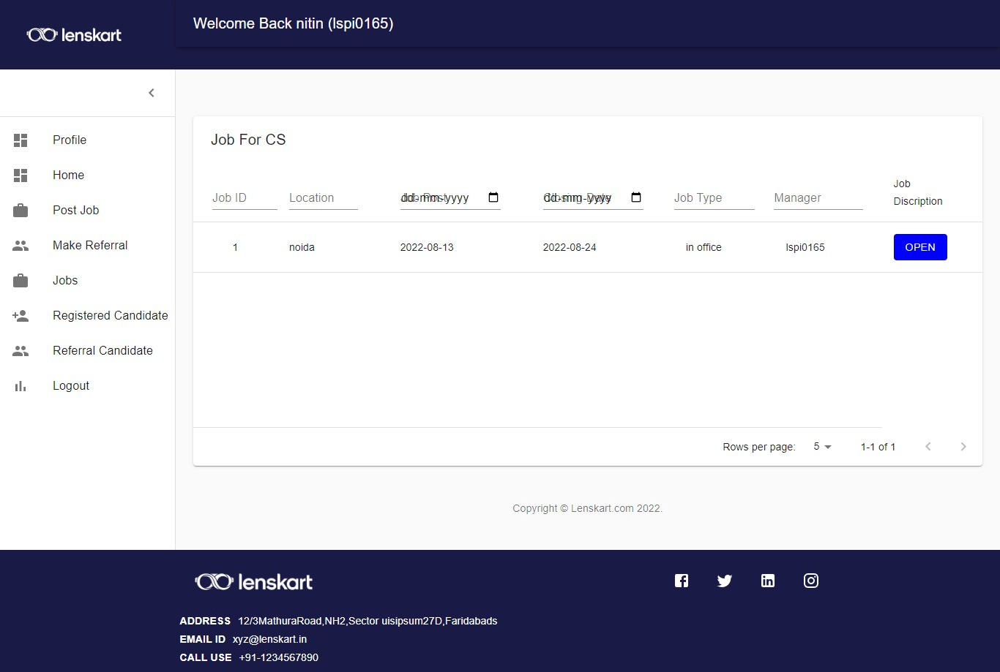 lenskart
Welcome Back nitin (lspi0165)
Profile
Home
Post Job
Make Referral
Jobs
Registered Candidate
Referral Candidate
Logout
Job For CS
Job ID
Location
dd-mm-yyyy
dd-mm-yyyy
Job Type
Manager
Job
Discription
1 noida 2022-08-13 2022-08-24 in office lspi0165 OPEN
Rows per page: 5 1-1 of 1
Copyright © Lenskart.com 2022.
lenskart
ADDRESS 12/3MathuraRoad,NH2,Sector uisipsum27D,Faridabads
EMAIL ID xyz@lenskart.in
CALL USE +91-1234567890